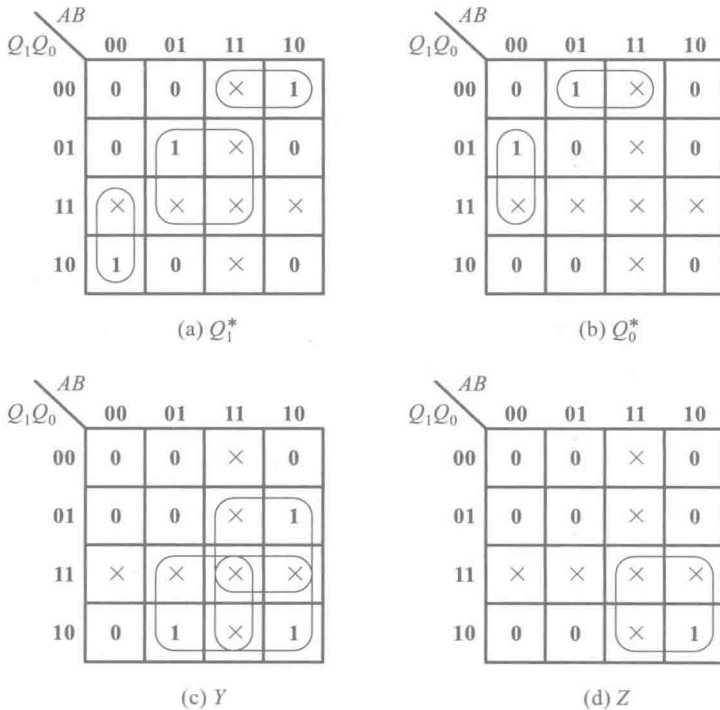 AB AB
Q₁Q₀ 00 01 11 10 Q₁Q₀ 00 01 11 10
00 0 0 × 1 00 0 1 × 0
01 0 1 × 0 01 1 0 × 0
11 × × × × 11 × × × ×
10 1 0 × 0 10 0 0 × 0
(a) Q₁* (b) Q₀*
AB AB
Q₁Q₀ 00 01 11 10 Q₁Q₀ 00 01 11 10
00 0 0 × 0 00 0 0 × 0
01 0 0 × 1 01 0 0 × 0
11 × × × × 11 × × × ×
10 0 1 × 1 10 0 0 × 1
(c) Y (d) Z